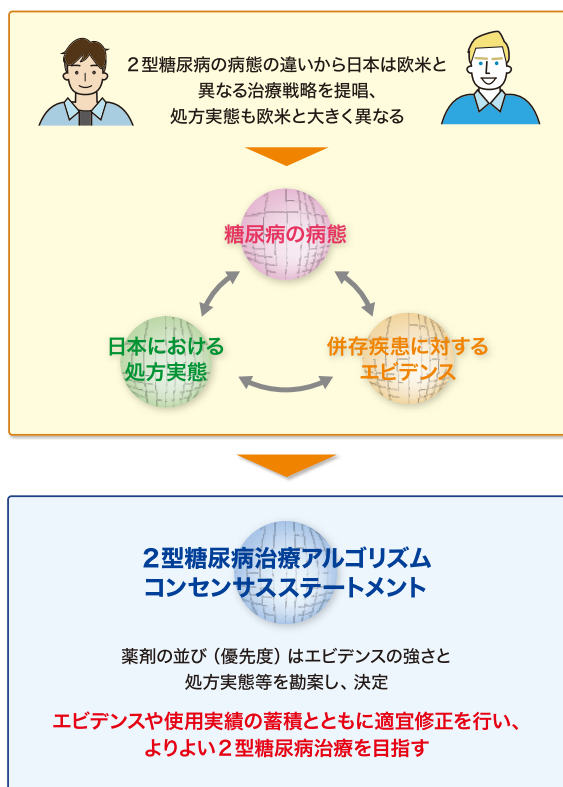 2型糖尿病の病態の違いから日本は欧米と
異なる治療戦略を提唱、
処方実態も欧米と大きく異なる
糖尿病の病態
日本における
処方実態
併存疾患に対する
エビデンス
2型糖尿病治療アルゴリズム
コンセンサスステートメント
薬剤の並び（優先度）はエビデンスの強さと
処方実態等を勘案し、決定
エビデンスや使用実績の蓄積とともに適宜修正を行い、
よりよい2型糖尿病治療を目指す